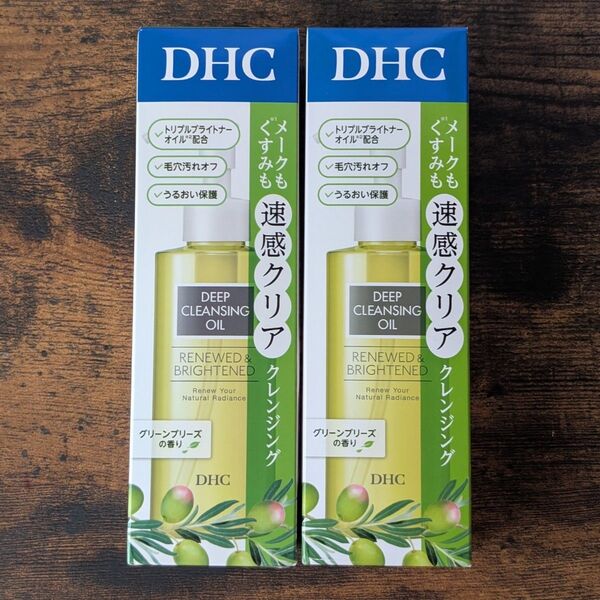 DHC
トリプルブライトナー
オイル※2配合
毛穴汚れオフ
うるおい保護
メークも
くすみ※1も
速感クリア
クレンジング
DEEP
CLEANSING
OIL
RENEWED &
BRIGHTENED
Renew Your
Natural Radiance
グリーンブリーズ
の香り
DHC
DHC
トリプルブライトナー
オイル※2配合
毛穴汚れオフ
うるおい保護
メークも
くすみ※1も
速感クリア
クレンジング
DEEP
CLEANSING
OIL
RENEWED &
BRIGHTENED
Renew Your
Natural Radiance
グリーンブリーズ
の香り
DHC